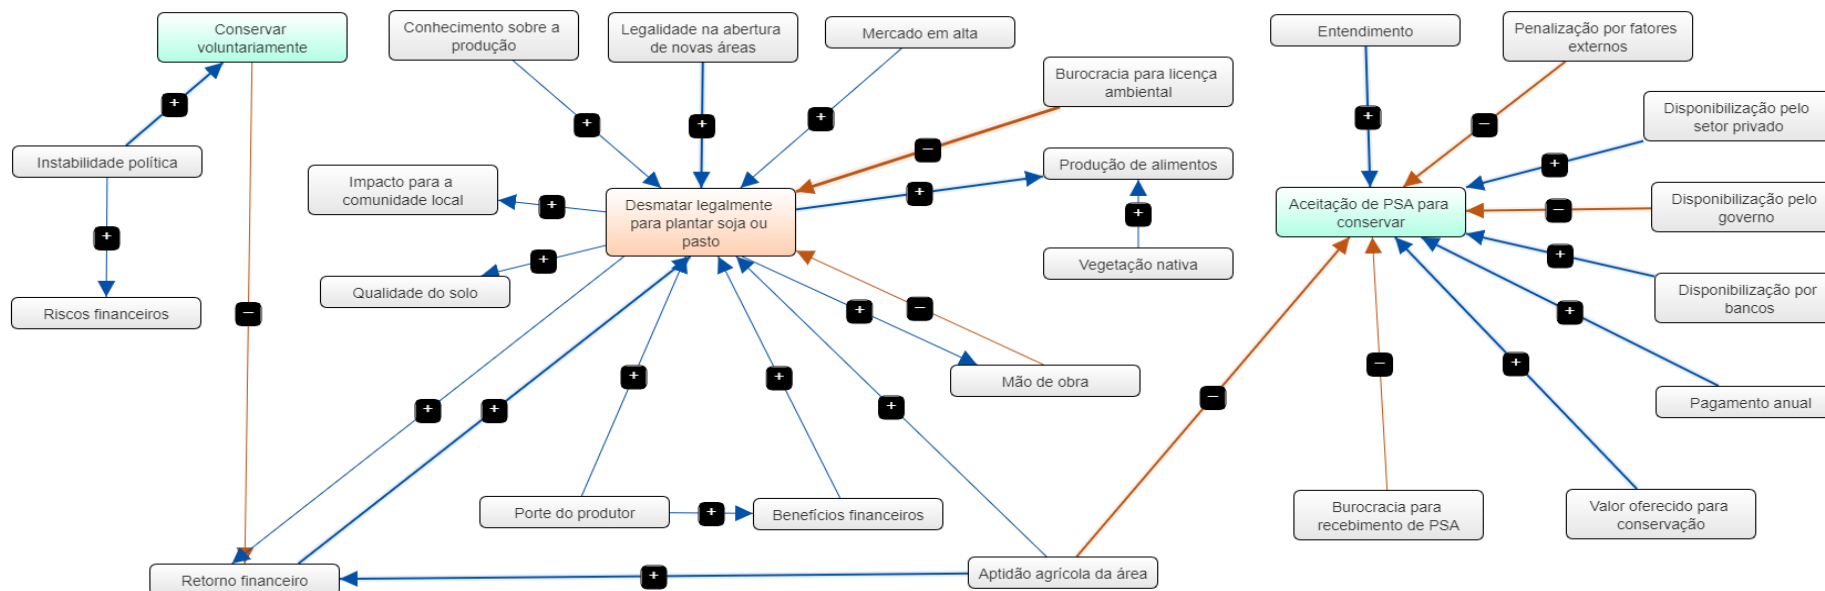 Conservar
voluntariamente
Conhecimento sobre a
produção
Legalidade na abertura
de novas áreas
Mercado em alta
Entendimento
Penalização por fatores
externos
Burocracia para licença
ambiental
Disponibilização pelo
setor privado
Instabilidade política
Produção de alimentos
Impacto para a
comunidade local
Desmatar legalmente
para plantar soja ou
pasto
Aceitação de PSA para
conservar
Disponibilização pelo
governo
Vegetação nativa
Qualidade do solo
Disponibilização por
bancos
Riscos financeiros
Mão de obra
Pagamento anual
Porte do produtor
Benefícios financeiros
Burocracia para
recebimento de PSA
Valor oferecido para
conservação
Retorno financeiro
Aptidão agrícola da área